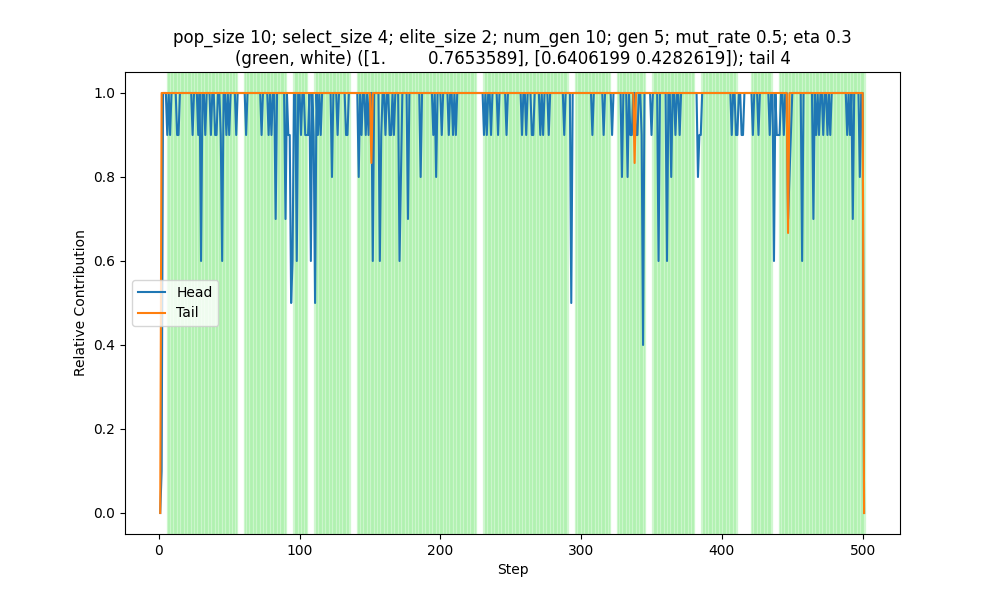 pop_size 10; select_size 4; elite_size 2; num_gen 10; gen 5; mut_rate 0.5; eta 0.3
(green, white) ([1. 0.7653589], [0.6406199 0.4282619]); tail 4
1.0
0.8
0.6
0.4
0.2
0.0
Relative Contribution
Head
Tail
0 100 200 300 400 500
Step